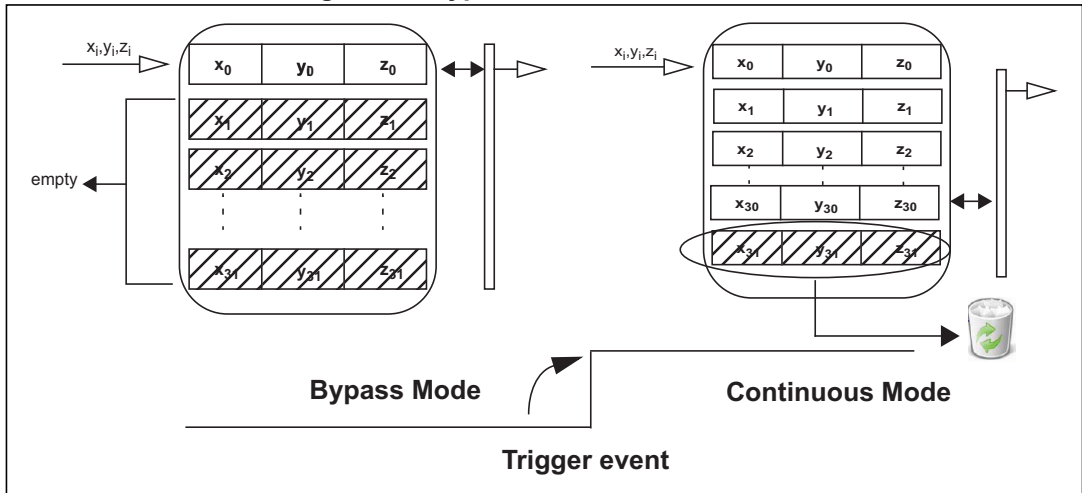 xi,yi,zi
x0 y0 z0
x1 y1 z1
x2 y2 z2
x31 y31 z31
empty
xi,yi,zi
x0 y0 z0
x1 y1 z1
x2 y2 z2
x30 y30 z30
x31 y31 z31
Bypass Mode
Continuous Mode
Trigger event